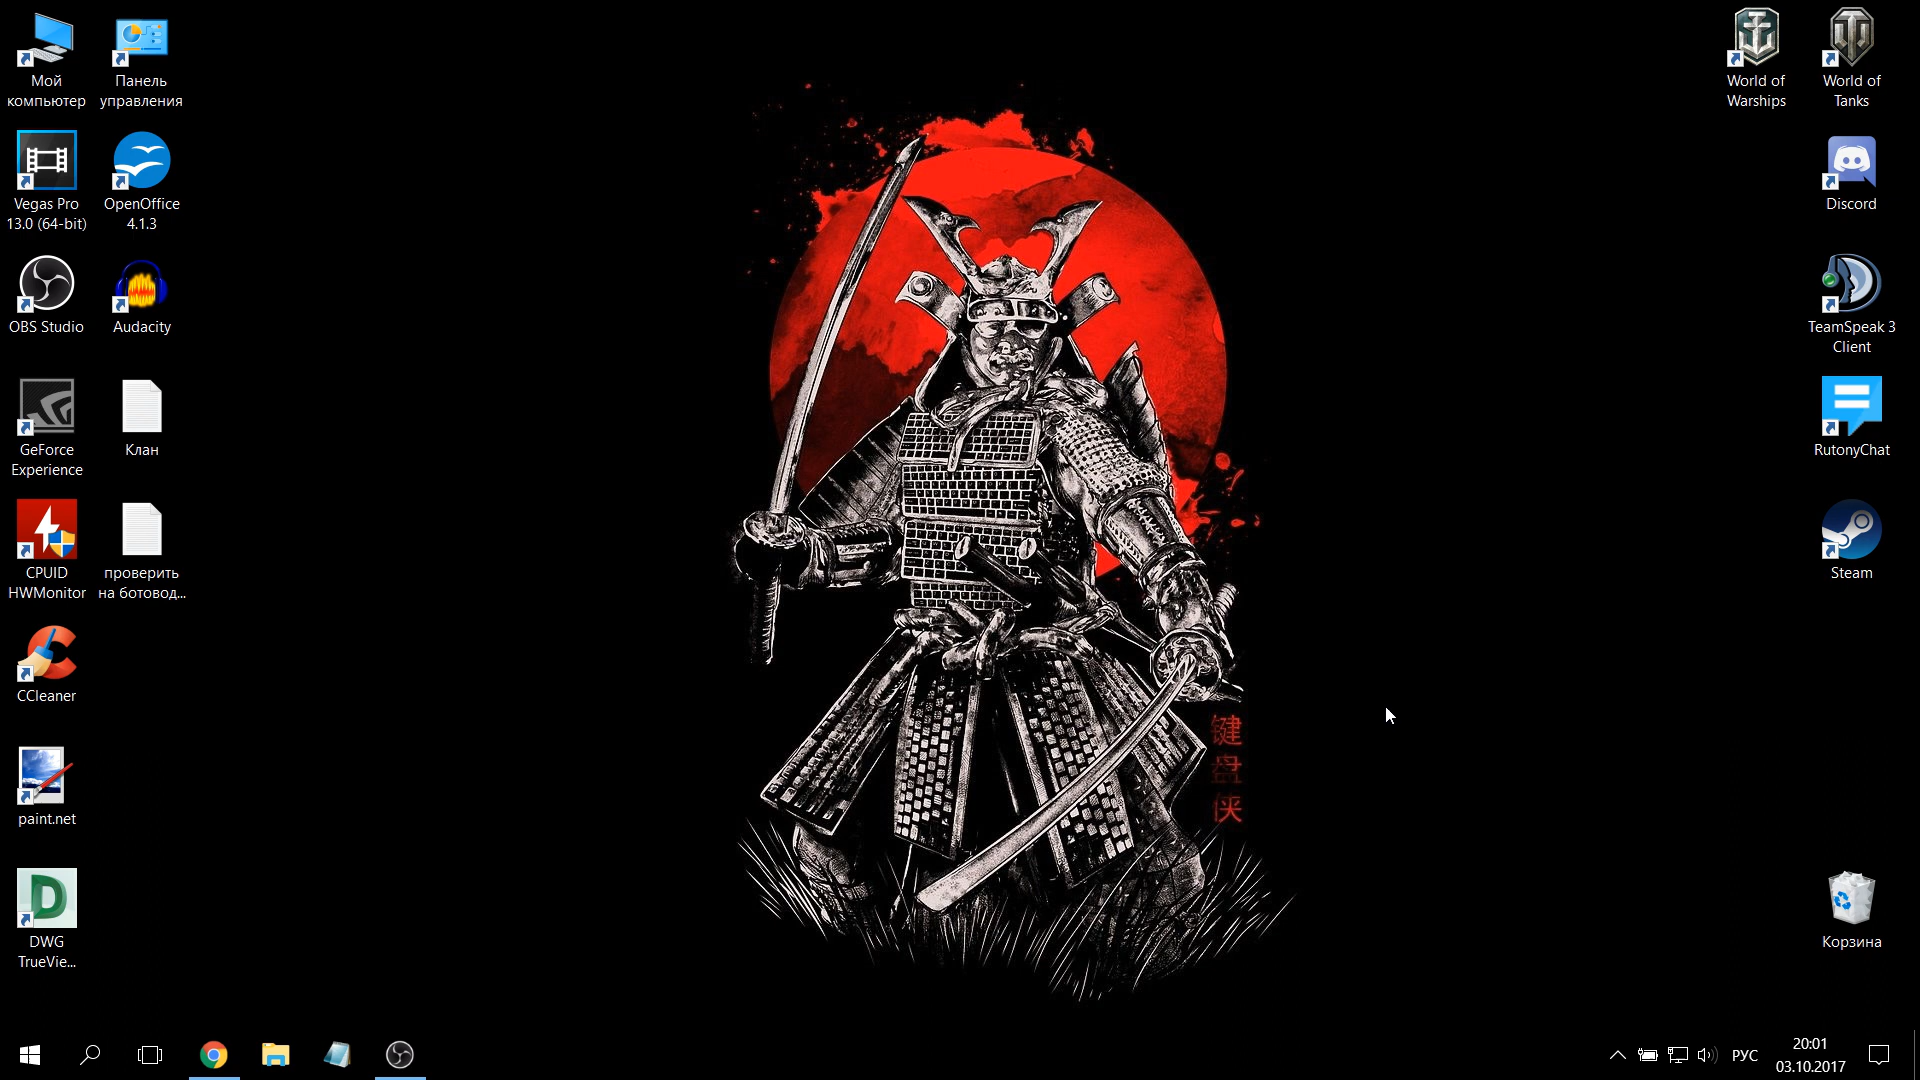 Мой
компьютер
Панель
управления
Vegas Pro
13.0 (64-bit)
OpenOffice
4.1.3
OBS Studio
Audacity
GeForce
Experience
Клан
CPUID
HWMonitor
проверить
на ботовод...
CCleaner
paint.net
DWG
TrueVie...
World of
Warships
World of
Tanks
Discord
TeamSpeak 3
Client
RutonyChat
Steam
Корзина
键
盘
侠
РУС
20:01
03.10.2017